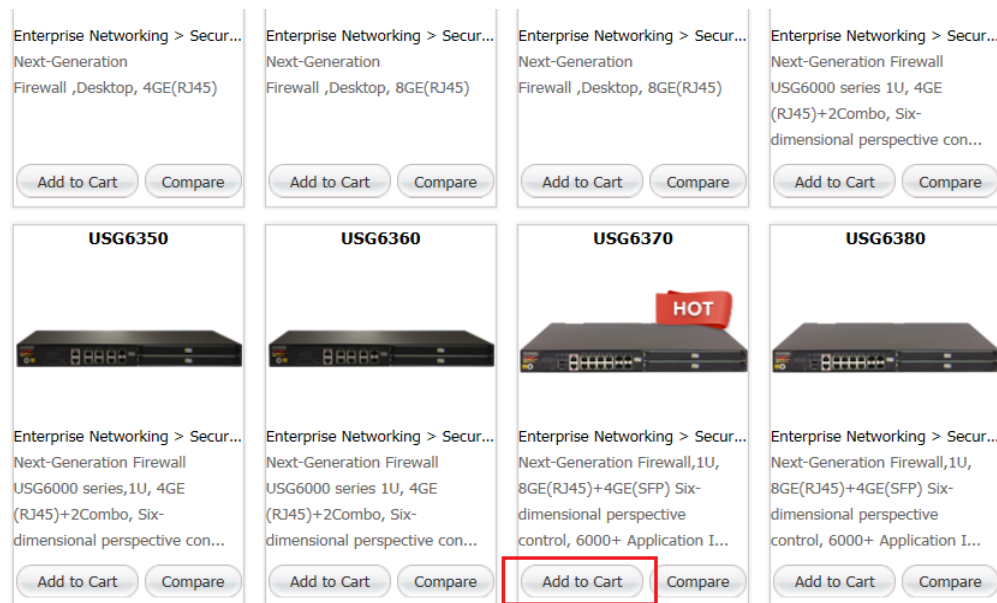 Enterprise Networking > Secur...
Next-Generation
Firewall ,Desktop, 4GE(RJ45)
Add to Cart
Compare
Enterprise Networking > Secur...
Next-Generation
Firewall ,Desktop, 8GE(RJ45)
Add to Cart
Compare
Enterprise Networking > Secur...
Next-Generation
Firewall ,Desktop, 8GE(RJ45)
Add to Cart
Compare
Enterprise Networking > Secur...
Next-Generation Firewall
USG6000 series 1U, 4GE
(RJ45)+2Combo, Six-
dimensional perspective con...
Add to Cart
Compare
USG6350
Enterprise Networking > Secur...
Next-Generation Firewall
USG6000 series,1U, 4GE
(RJ45)+2Combo, Six-
dimensional perspective con...
Add to Cart
Compare
USG6360
Enterprise Networking > Secur...
Next-Generation Firewall
USG6000 series 1U, 4GE
(RJ45)+2Combo, Six-
dimensional perspective con...
Add to Cart
Compare
USG6370
HOT
Enterprise Networking > Secur...
Next-Generation Firewall,1U,
8GE(RJ45)+4GE(SFP) Six-
dimensional perspective
control, 6000+ Application I...
Add to Cart
Compare
USG6380
Enterprise Networking > Secur...
Next-Generation Firewall,1U,
8GE(RJ45)+4GE(SFP) Six-
dimensional perspective
control, 6000+ Application I...
Add to Cart
Compare